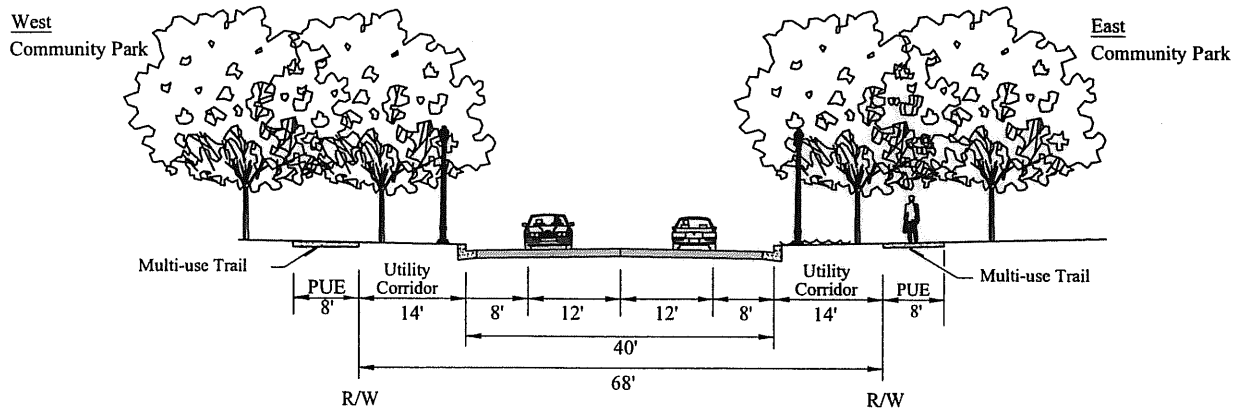 West
Community Park
East
Community Park
Multi-use Trail
Multi-use Trail
PUE
8'
Utility
Corridor
14'
8'
12'
12'
8'
Utility
Corridor
14'
PUE
8'
40'
68'
R/W
R/W